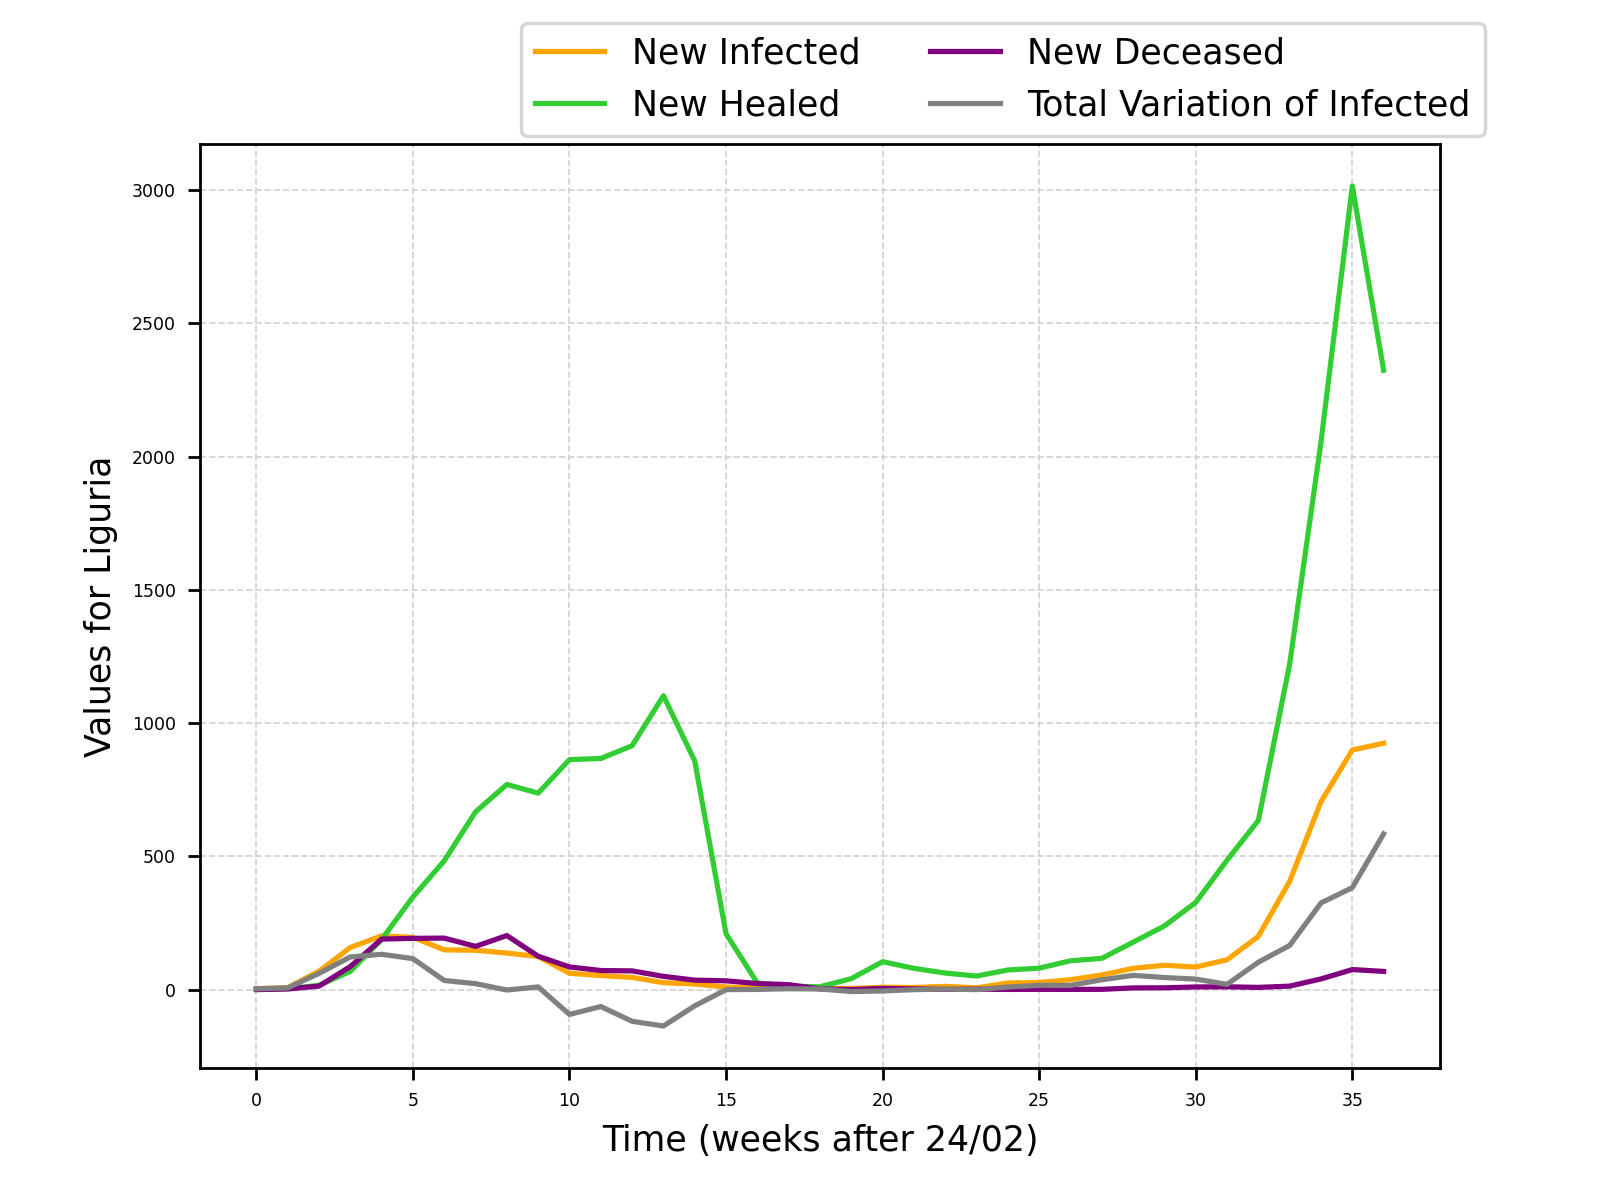 New Infected
New Healed
New Deceased
Total Variation of Infected
3000
2500
2000
1500
1000
500
0
Values for Liguria
0 5 10 15 20 25 30 35
Time (weeks after 24/02)